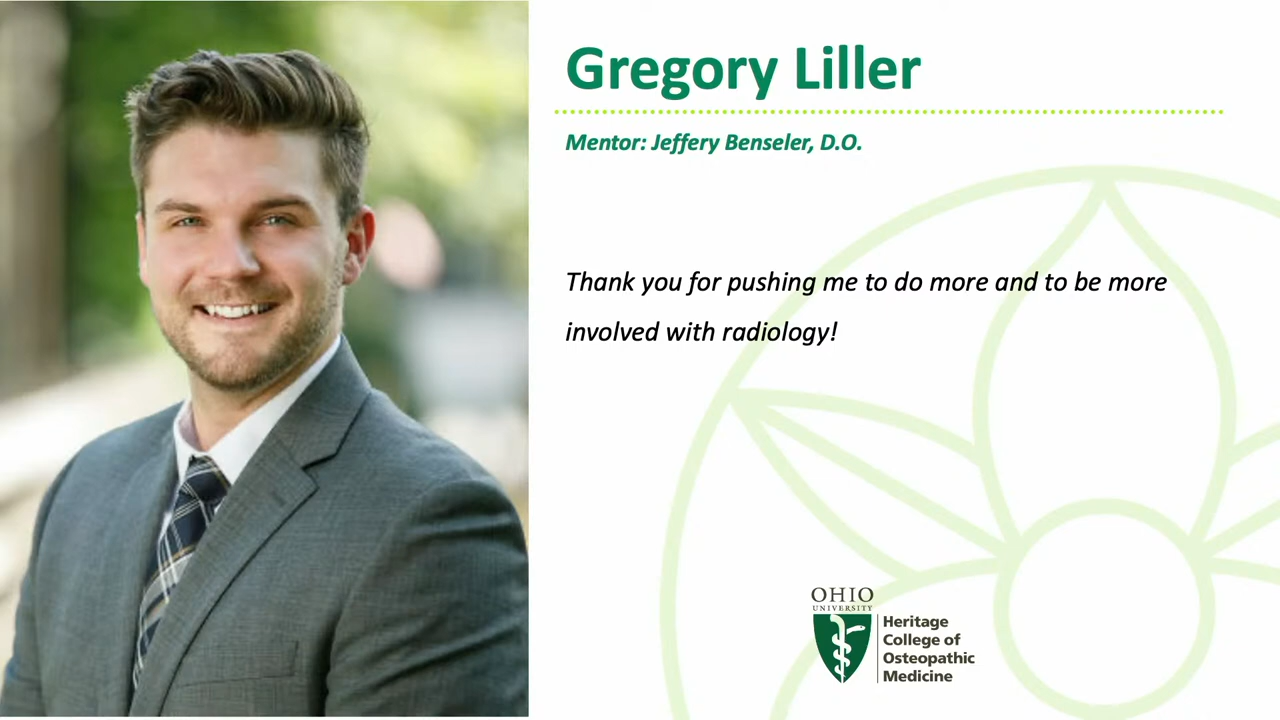 Gregory Liller
Mentor: Jeffery Benseler, D.O.
Thank you for pushing me to do more and to be more
involved with radiology!
OHIO
UNIVERSITY
Heritage
College of
Osteopathic
Medicine